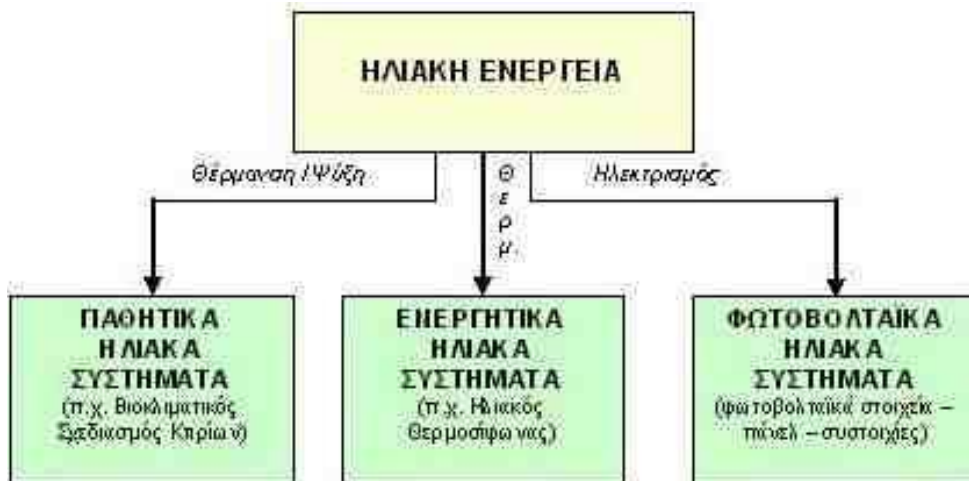 ΗΛΙΑΚΗ ΕΝΕΡΓΕΙΑ
Θέρμανση / Ψύξη
Θ
ε
ρ
μ.
Ηλεκτρισμός
ΠΑΘΗΤΙΚΑ
ΗΛΙΑΚΑ
ΣΥΣΤΗΜΑΤΑ
(π.χ. Βιοκλιματικός
Σχεδιασμός Κτιρίων)
ΕΝΕΡΓΗΤΙΚΑ
ΗΛΙΑΚΑ
ΣΥΣΤΗΜΑΤΑ
(π.χ. Ηλιακός
Θερμοσίφωνας)
ΦΩΤΟΒΟΛΤΑΪΚΑ
ΗΛΙΑΚΑ
ΣΥΣΤΗΜΑΤΑ
(φωτοβολταϊκά στοιχεία –
πάνελ – συστοιχίες)